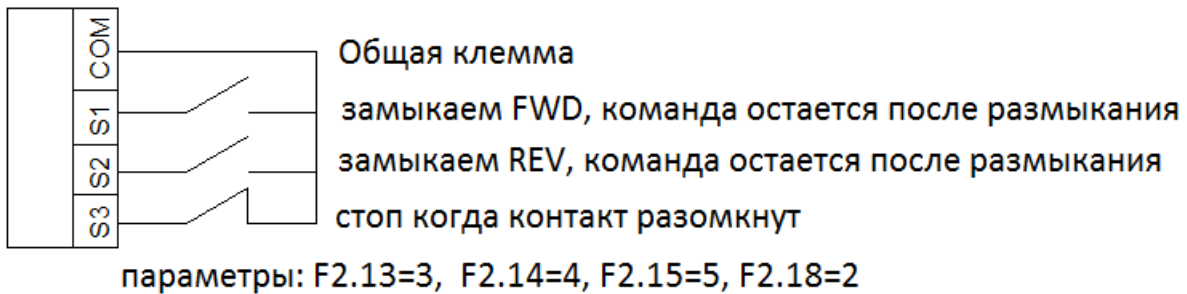 COM
Общая клемма
S1
замыкаем FWD, команда остается после размыкания
S2
замыкаем REV, команда остается после размыкания
S3
стоп когда контакт разомкнут
параметры: F2.13=3, F2.14=4, F2.15=5, F2.18=2